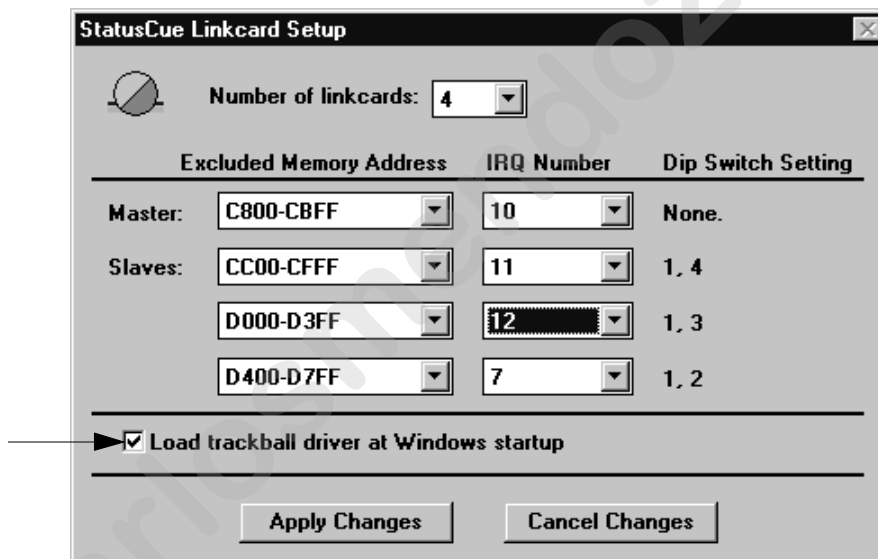 StatusCue Linkcard Setup
Number of linkcards: 4
Excluded Memory Address IRQ Number Dip Switch Setting
Master: C800-CBFF 10 None.
Slaves: CC00-CFFF 11 1, 4
D000-D3FF 12 1, 3
D400-D7FF 7 1, 2
Load trackball driver at Windows startup
Apply Changes Cancel Changes